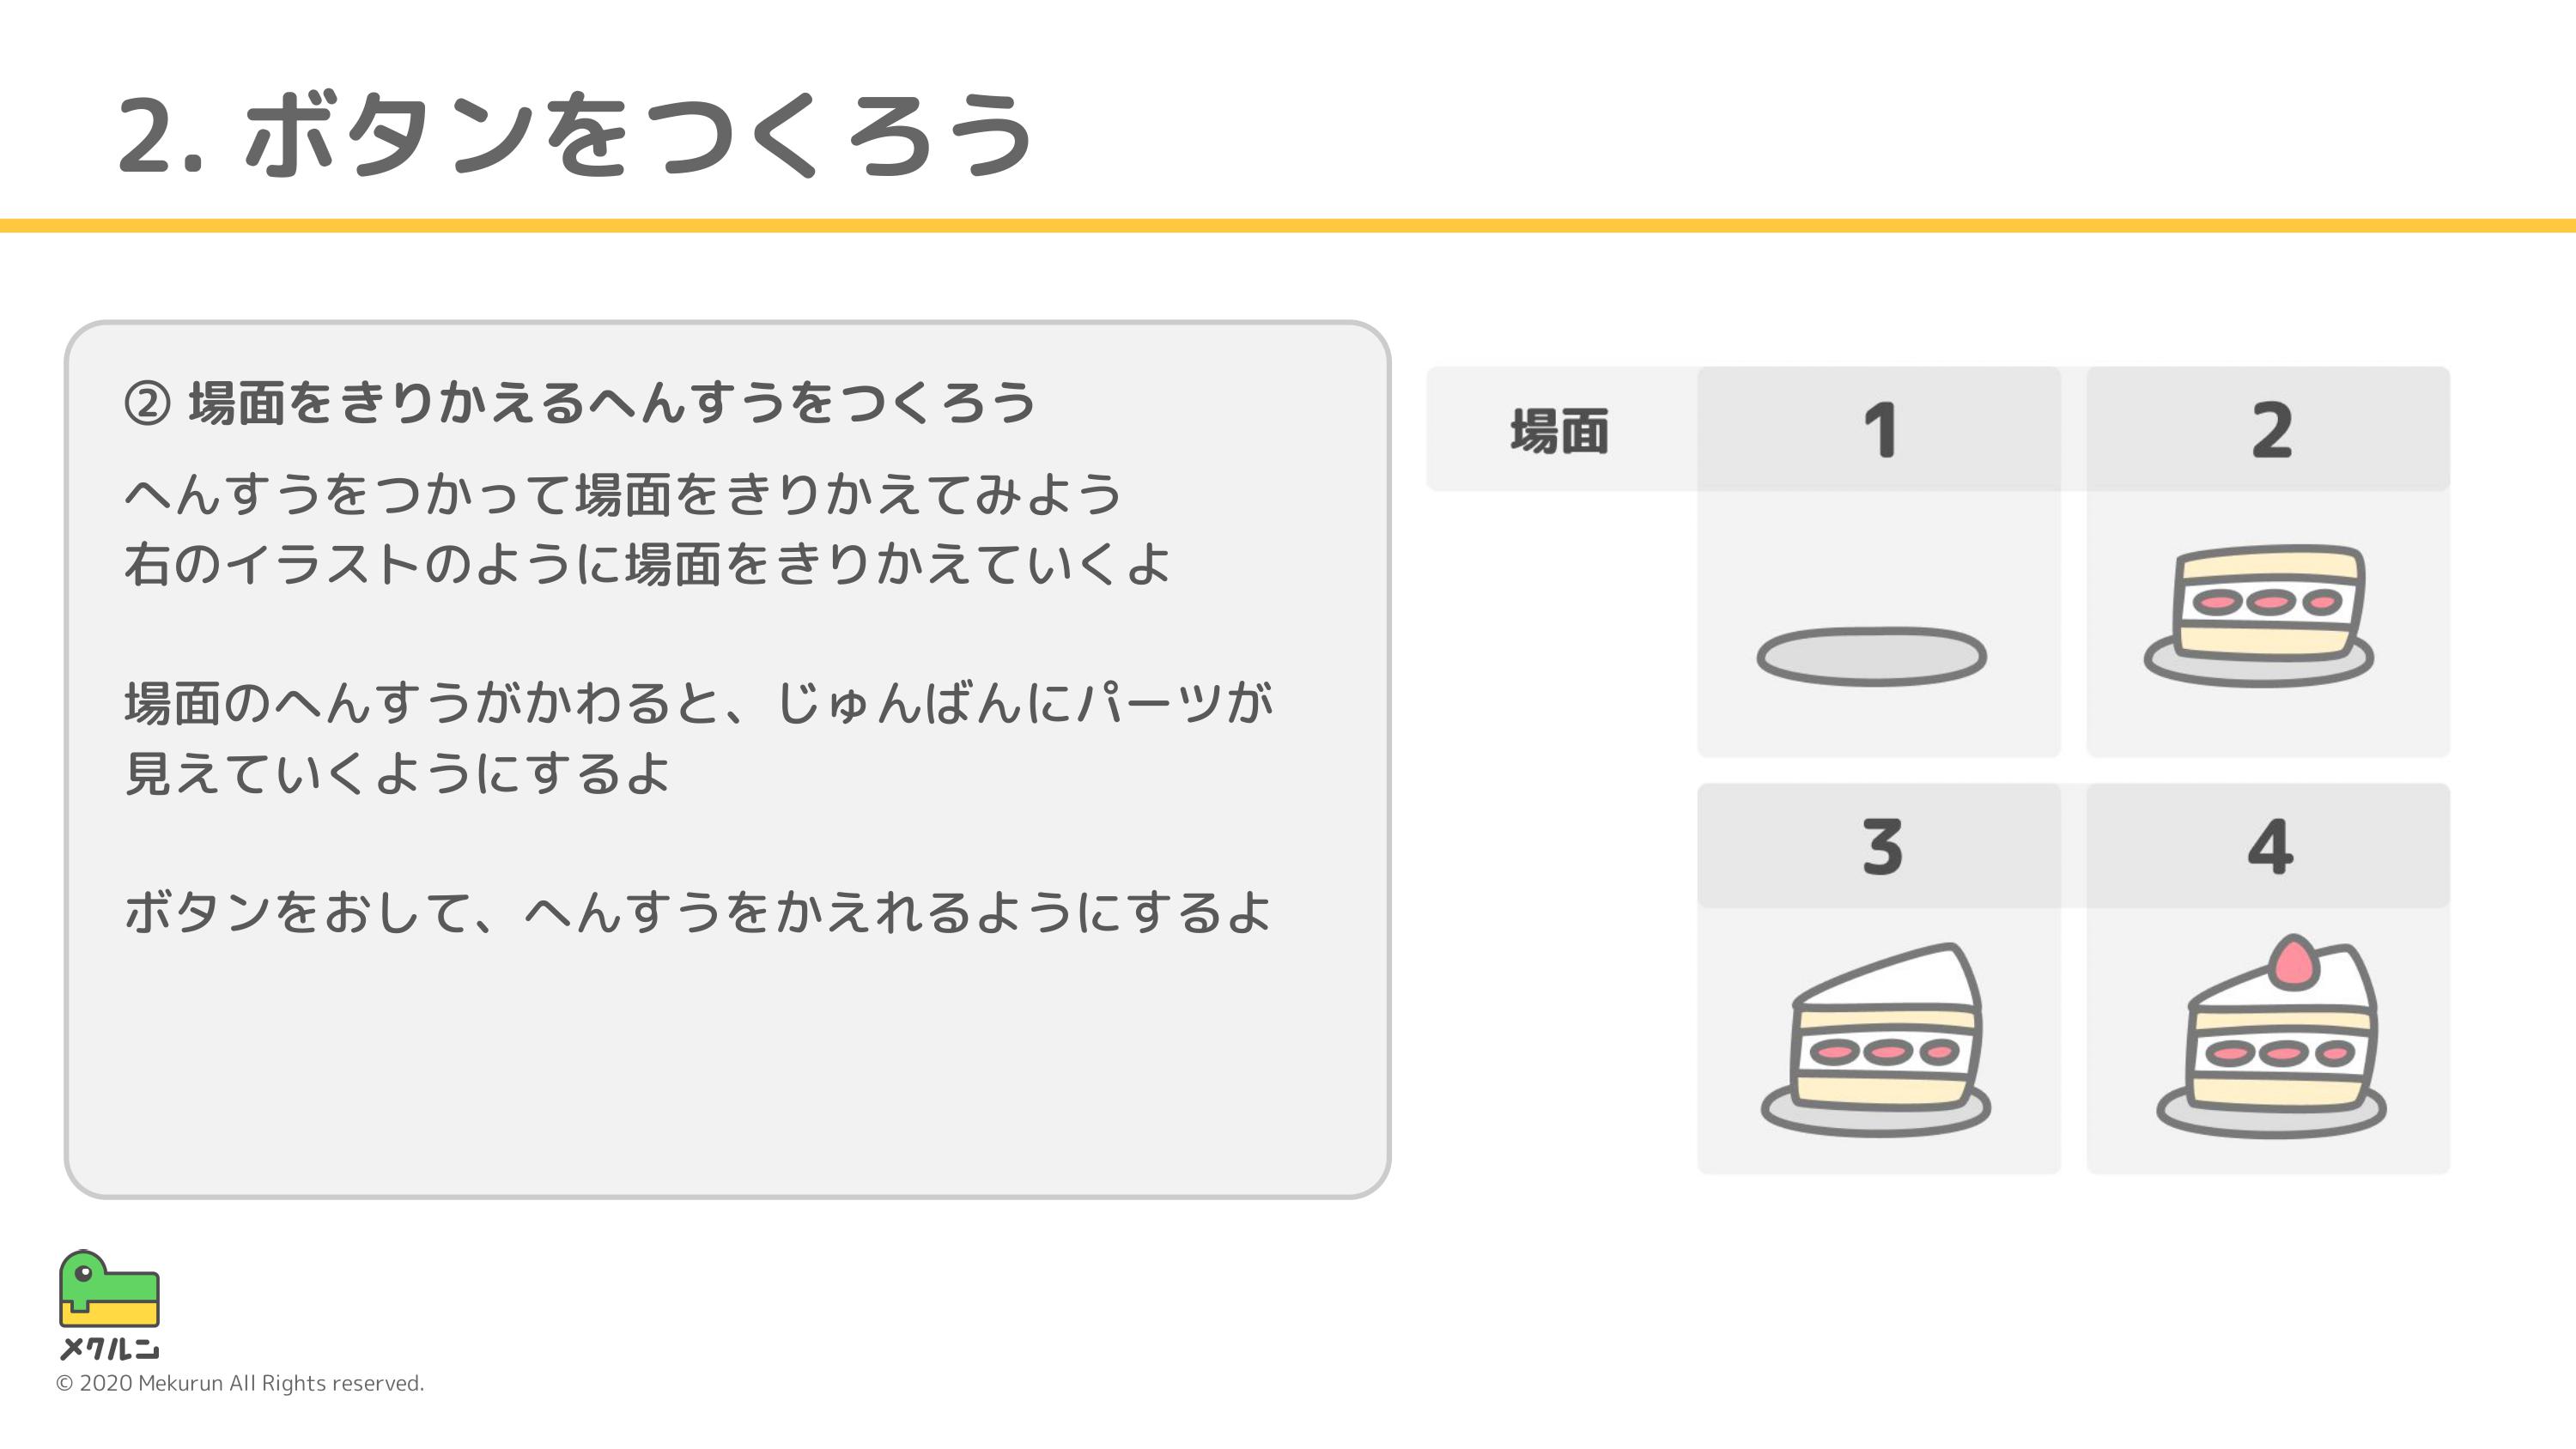 2. ボタンをつくろう
② 場面をきりかえるへんすうをつくろう
へんすうをつかって場面をきりかえてみよう
右のイラストのように場面をきりかえていくよ
場面のへんすうがかわると、じゅんばんにパーツが
見えていくようにするよ
ボタンをおして、へんすうをかえれるようにするよ
場面 1 2
3 4
メクルン
© 2020 Mekurun All Rights reserved.